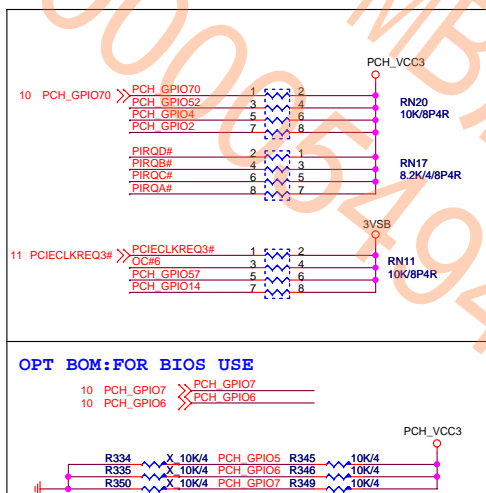 PCH_VCC3
10 PCH_GPIO70 PCH_GPIO70 1 2
PCH_GPIO52 3 4 RN20
PCH_GPIO4 5 6 10K/8P4R
PCH_GPIO2 7 8
PIRQD# 2 1
PIRQB# 4 3 RN17
PIRQC# 6 5 8.2K/4/8P4R
PIRQA# 8 7
3VSB
11 PCIECLKREQ3# PCIECLKREQ3# 1 2
OC#6 3 4 RN11
PCH_GPIO57 5 6 10K/8P4R
PCH_GPIO14 7 8
OPT BOM:FOR BIOS USE
10 PCH_GPIO7 PCH_GPIO7
10 PCH_GPIO6 PCH_GPIO6
PCH_VCC3
R334 X_10K/4 PCH_GPIO5 R345 10K/4
R335 X_10K/4 PCH_GPIO6 R346 10K/4
R350 X_10K/4 PCH_GPIO7 R349 10K/4